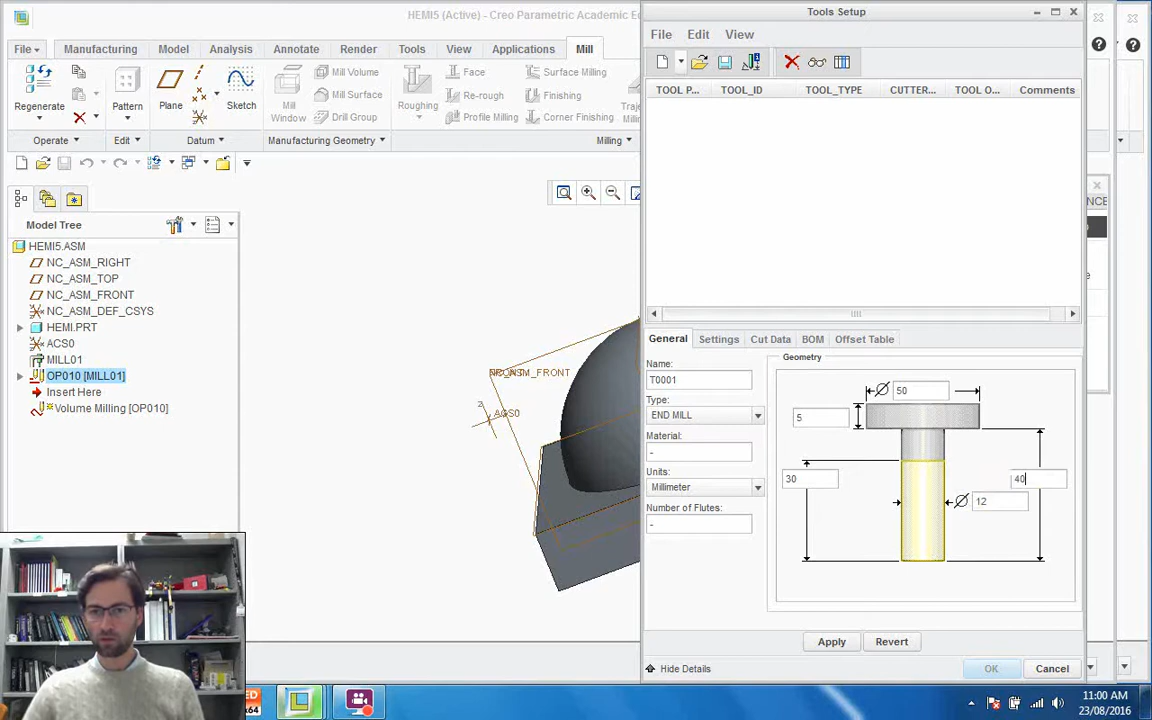 HEMI5 (Active) - Creo Parametric Academic E
Tools Setup
File Manufacturing Model Analysis Annotate Render Tools View Applications Mill
File Edit View
Regenerate
Pattern
Plane
Sketch
Mill Window
Mill Volume
Mill Surface
Drill Group
Roughing
Face
Re-rough
Profile Milling
Surface Milling
Finishing
Corner Finishing
Traje
Operate Edit Datum Manufacturing Geometry Milling
TOOL P... TOOL_ID TOOL_TYPE CUTTER... TOOL O... Comments
NCE
Model Tree
HEMI5.ASM
NC_ASM_RIGHT
NC_ASM_TOP
NC_ASM_FRONT
NC_ASM_DEF_CSYS
HEMI.PRT
ACS0
MILL01
OP010 [MILL01]
Insert Here
Volume Milling [OP010]
ACS0
General Settings Cut Data BOM Offset Table
Name:
T0001
Type:
END MILL
Material:
-
Units:
Millimeter
Number of Flutes:
-
Geometry
Ø 50
5
30
40
Ø 12
Apply Revert
Hide Details
OK Cancel
x64
11:00 AM
23/08/2016